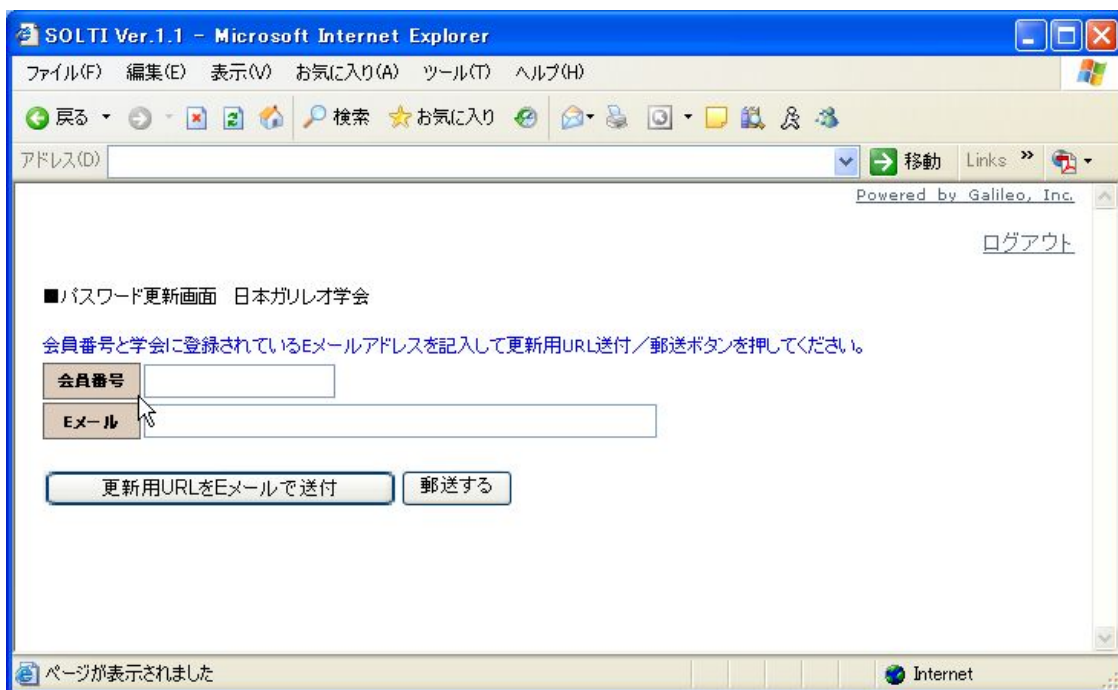 SOLTI Ver.1.1 - Microsoft Internet Explorer
ファイル(F) 編集(E) 表示(V) お気に入り(A) ツール(T) ヘルプ(H)
戻る 検索 お気に入り
アドレス(D) 移動 Links »
Powered by Galileo, Inc.
ログアウト
■パスワード更新画面 日本ガリレオ学会
会員番号と学会に登録されているEメールアドレスを記入して更新用URL送付／郵送ボタンを押してください。
会員番号
Eメール
更新用URLをEメールで送付 郵送する
ページが表示されました Internet